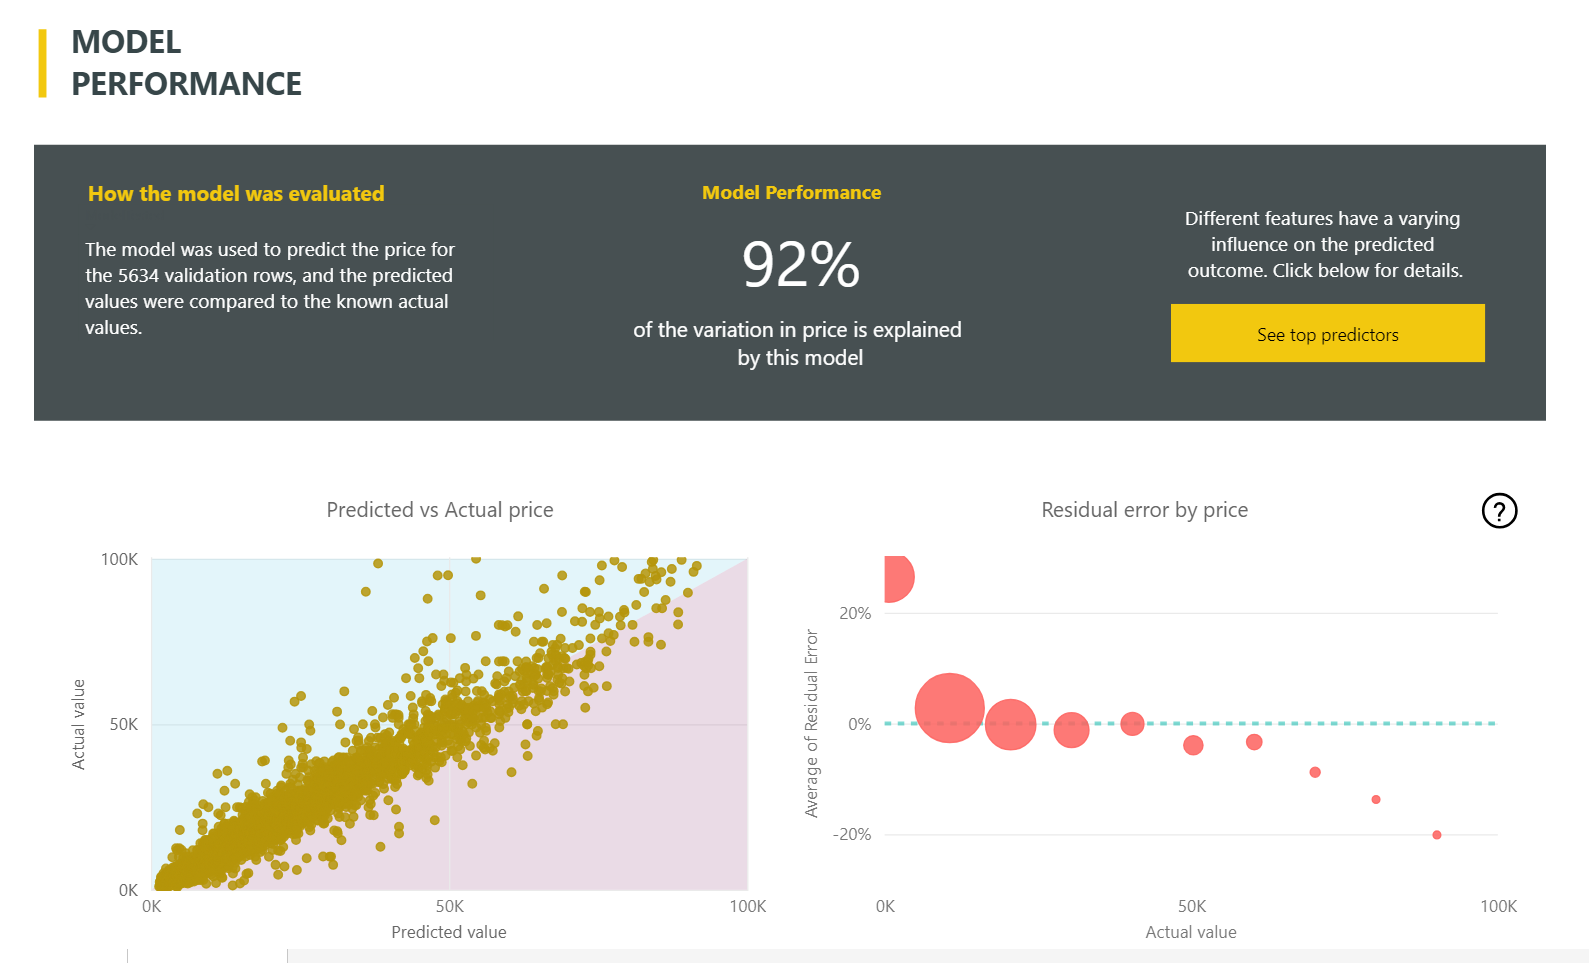 MODEL
PERFORMANCE
How the model was evaluated
The model was used to predict the price for
the 5634 validation rows, and the predicted
values were compared to the known actual
values.
Model Performance
92%
of the variation in price is explained
by this model
Different features have a varying
influence on the predicted
outcome. Click below for details.
See top predictors
Predicted vs Actual price
100K
50K
0K
Actual value
0K
50K
100K
Predicted value
Residual error by price
?
20%
0%
-20%
Average of Residual Error
0K
50K
100K
Actual value